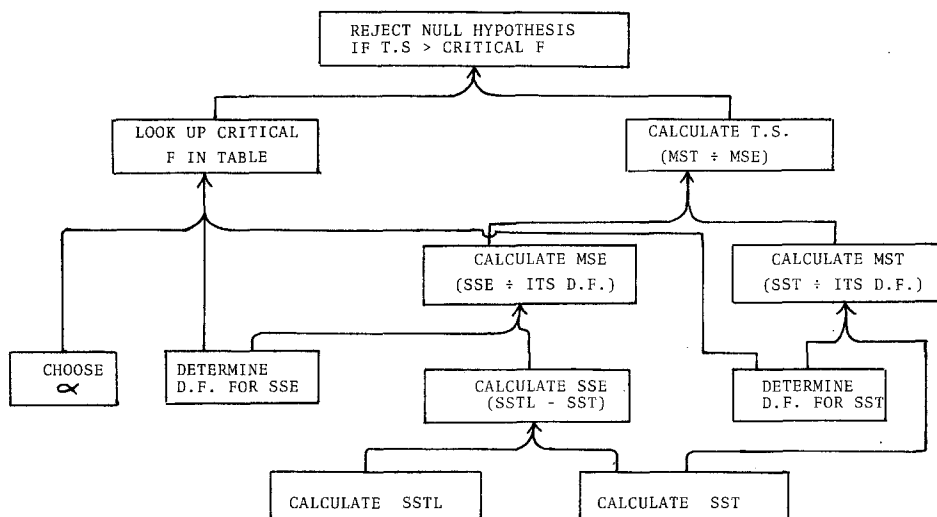 REJECT NULL HYPOTHESIS
IF T.S > CRITICAL F
LOOK UP CRITICAL
F IN TABLE
CALCULATE T.S.
(MST ÷ MSE)
CALCULATE MSE
(SSE ÷ ITS D.F.)
CALCULATE MST
(SST ÷ ITS D.F.)
CHOOSE
α
DETERMINE
D.F. FOR SSE
CALCULATE SSE
(SSTL - SST)
DETERMINE
D.F. FOR SST
CALCULATE SSTL
CALCULATE SST